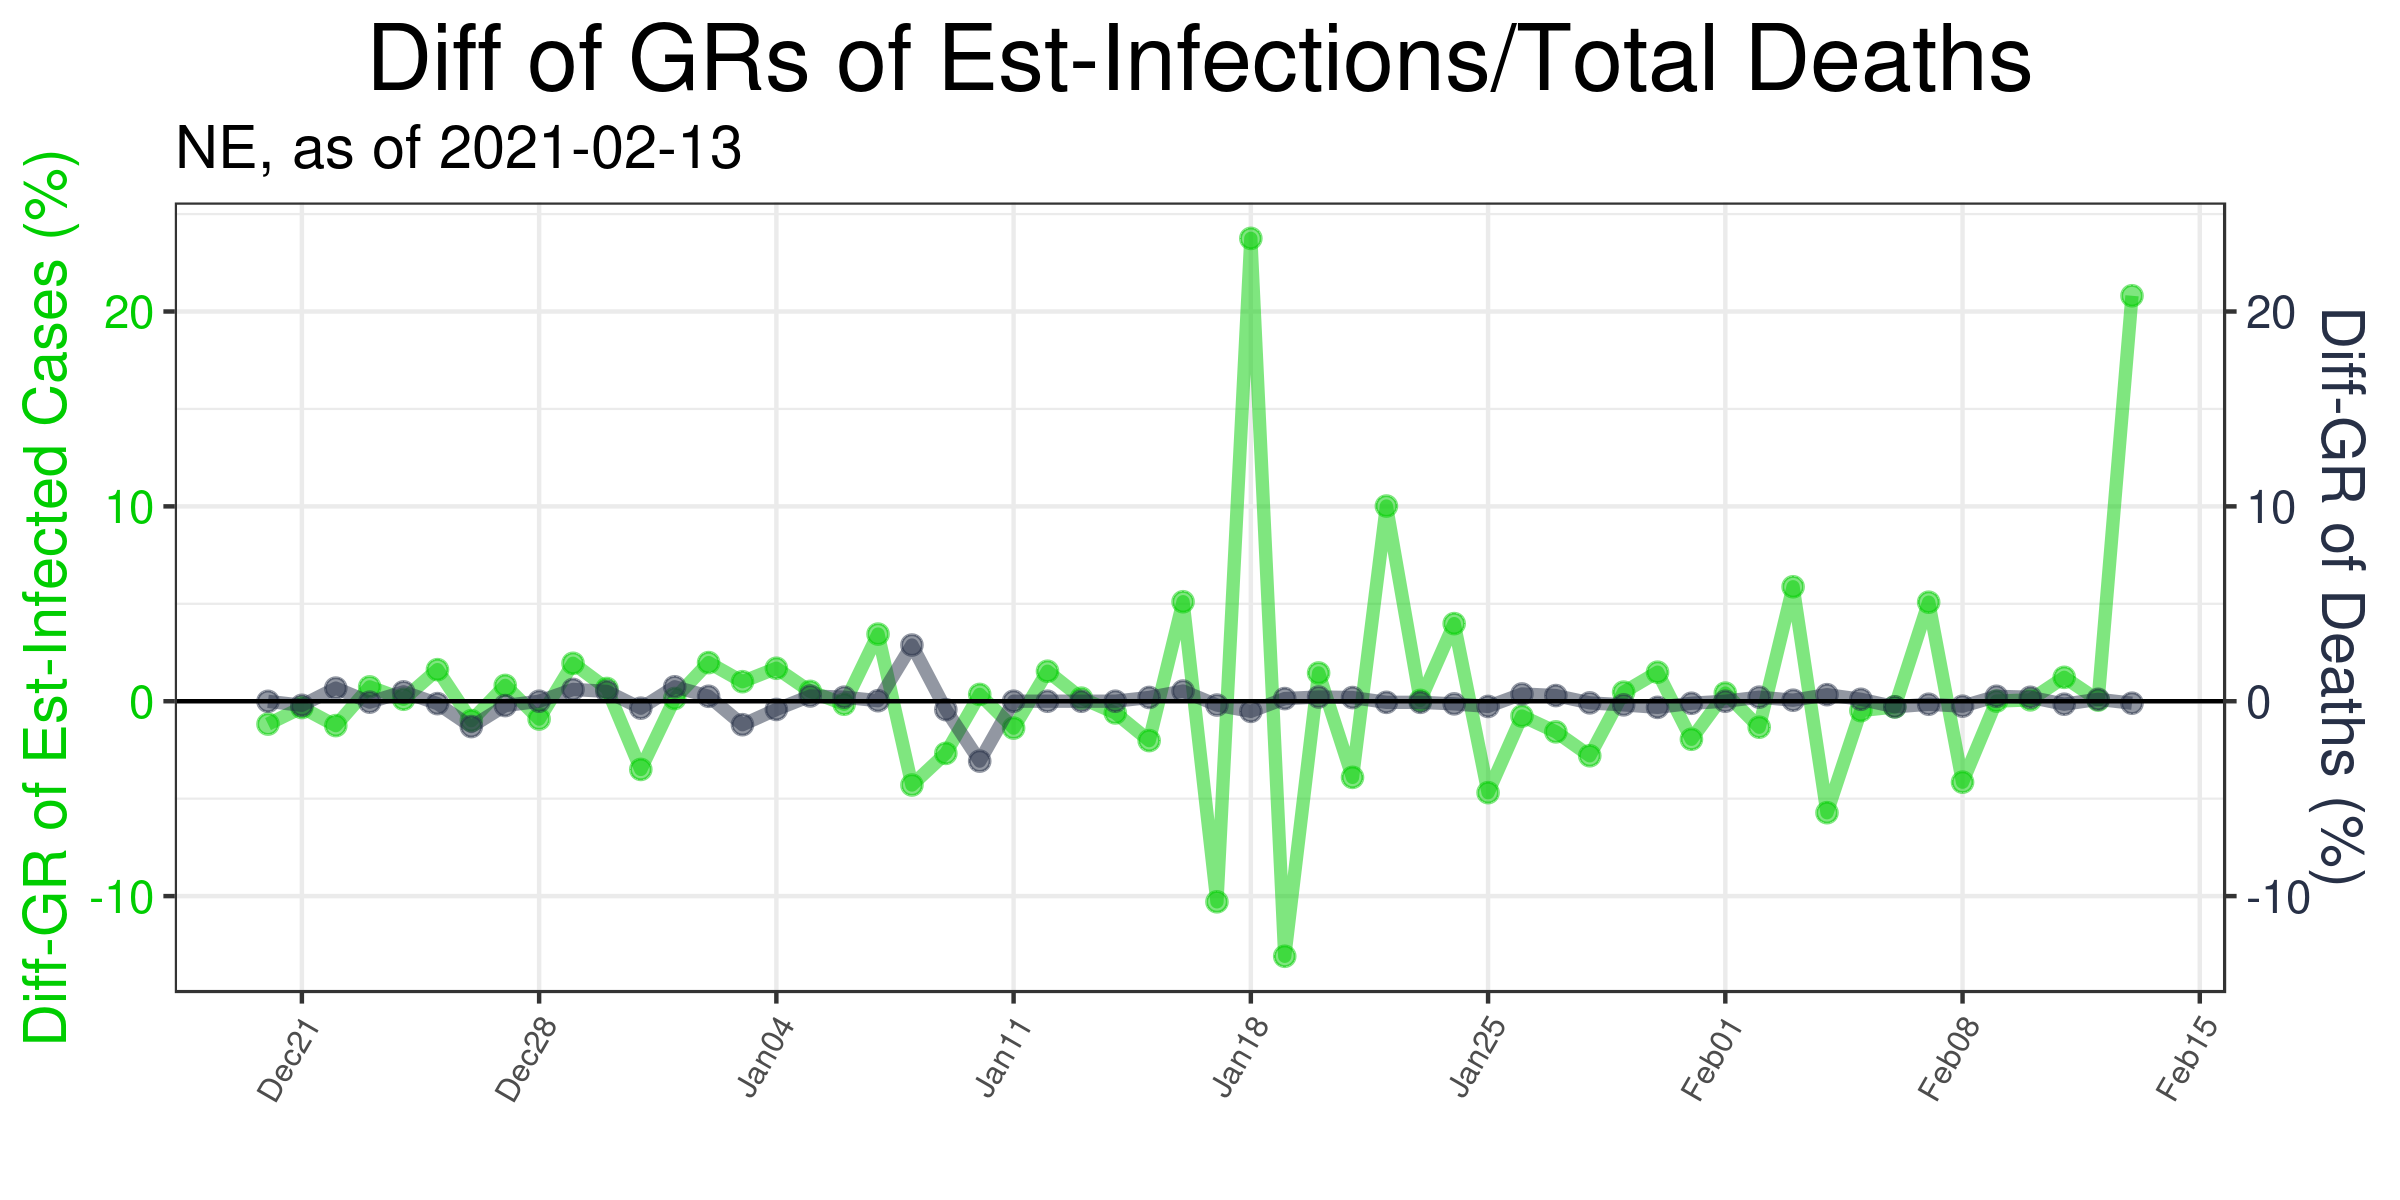 Diff of GRs of Est-Infections/Total Deaths
NE, as of 2021-02-13
Diff-GR of Est-Infected Cases (%)
20
10
0
-10
20
10
0
-10
Diff-GR of Deaths (%)
Dec21
Dec28
Jan04
Jan11
Jan18
Jan25
Feb01
Feb08
Feb15